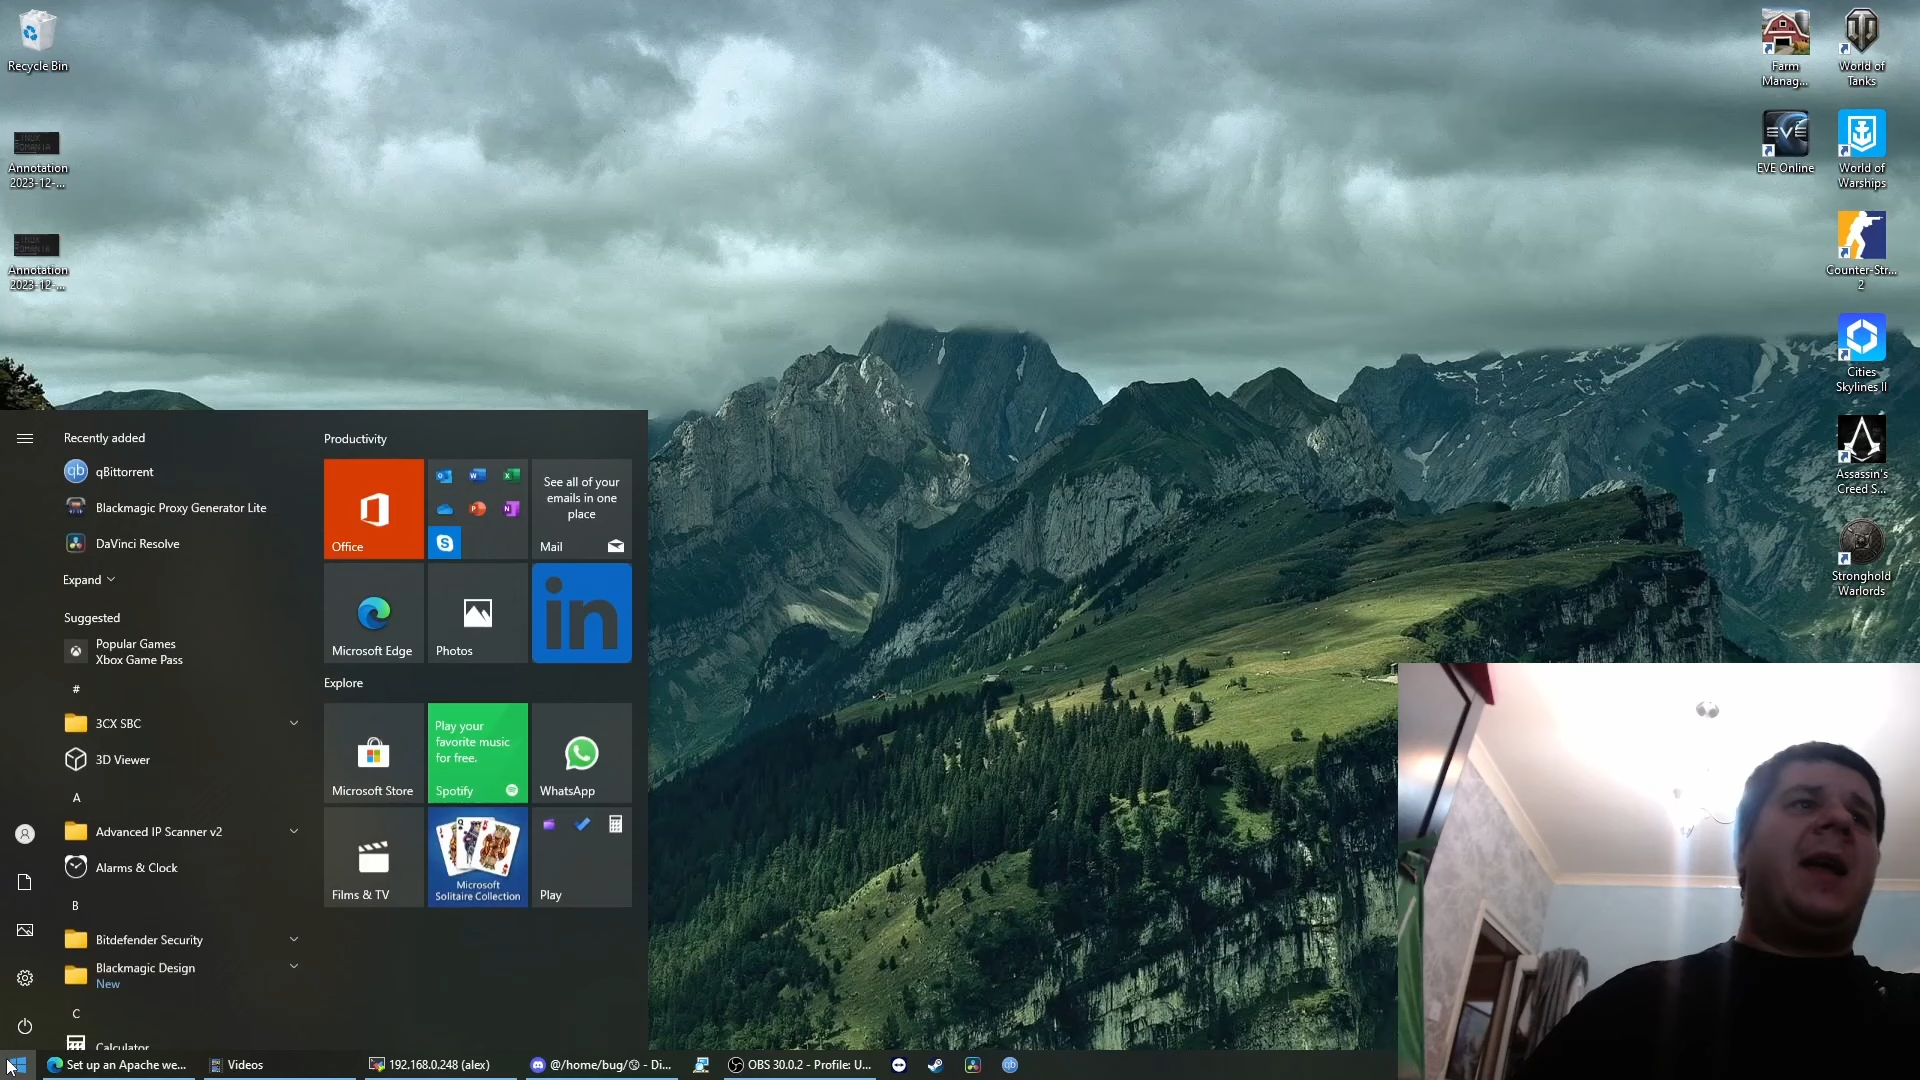 Recycle Bin
Annotation
2023-12-...
Annotation
2023-12-...
Farm
Manag...
World of
Tanks
EVE Online
World of
Warships
Counter-Str...
2
Cities
Skylines II
Assassin's
Creed S...
Stronghold
Warlords
Recently added
qBittorrent
Blackmagic Proxy Generator Lite
DaVinci Resolve
Expand
Suggested
Popular Games
Xbox Game Pass
#
3CX SBC
3D Viewer
A
Advanced IP Scanner v2
Alarms & Clock
B
Bitdefender Security
Blackmagic Design
New
C
Calculator
Productivity
Office
See all of your
emails in one
place
Mail
Microsoft Edge
Photos
in
Explore
Microsoft Store
Play your
favorite music
for free.
Spotify
WhatsApp
Films & TV
Microsoft
Solitaire Collection
Play
Set up an Apache we...
Videos
192.168.0.248 (alex)
@/home/bug/☹ - Di...
OBS 30.0.2 - Profile: U...